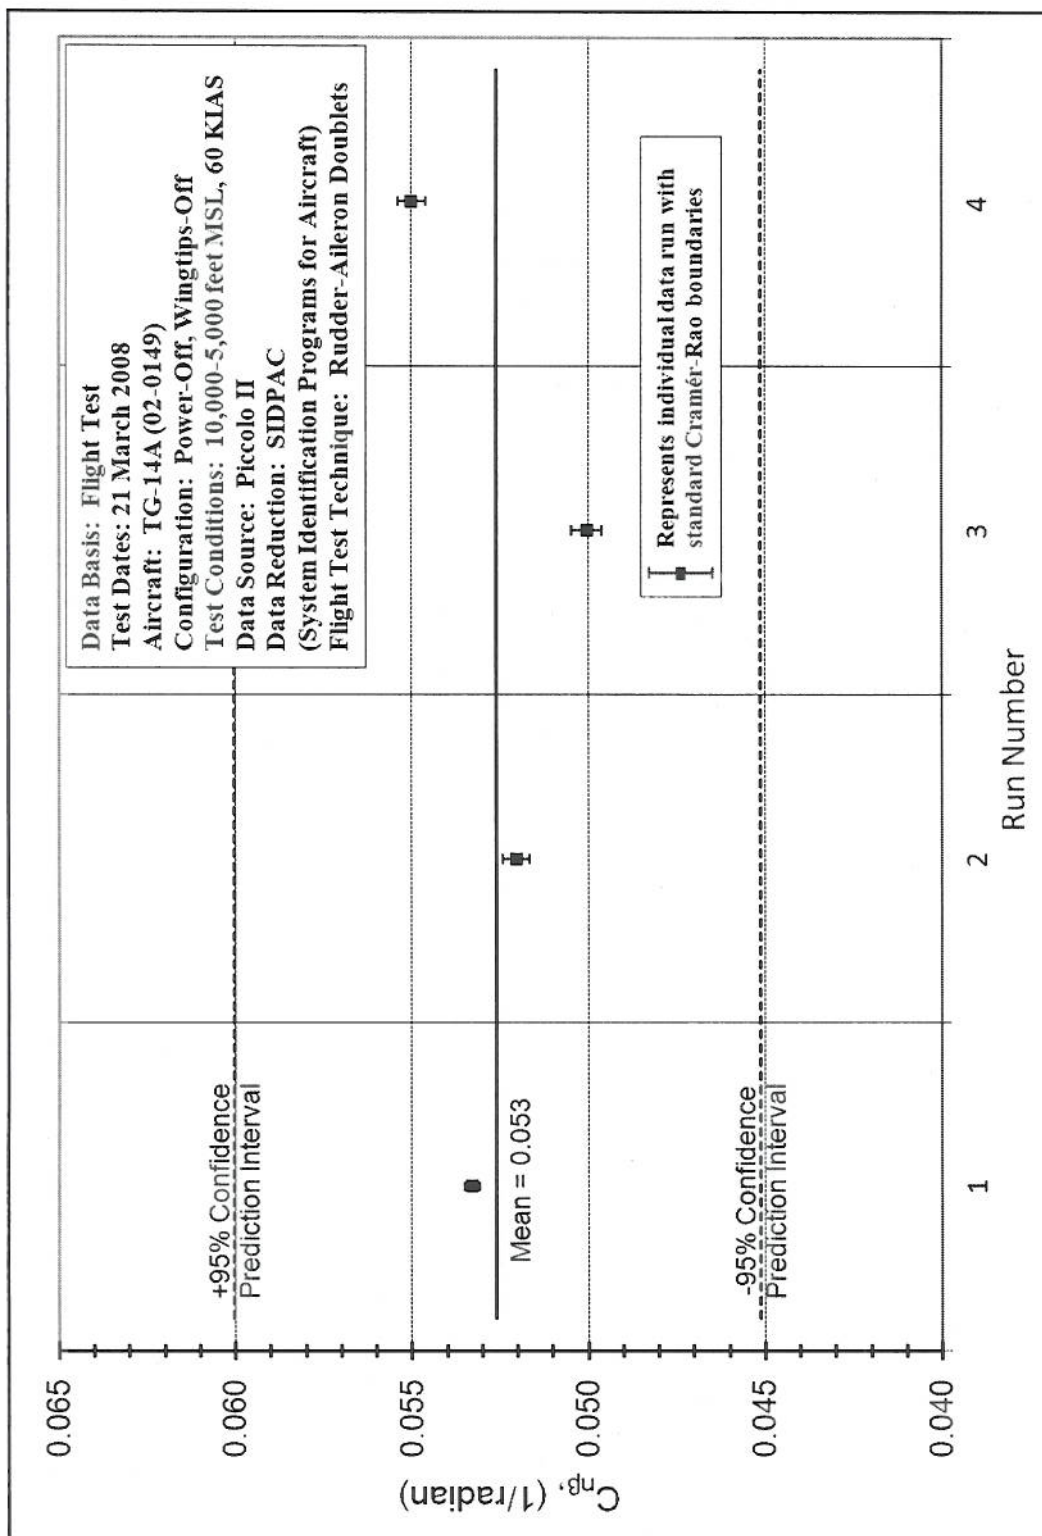 Data Basis: Flight Test
Test Dates: 21 March 2008
Aircraft: TG-14A (02-0149)
Configuration: Power-Off, Wingtips-Off
Test Conditions: 10,000-5,000 feet MSL, 60 KIAS
Data Source: Piccolo II
Data Reduction: SIDPAC
(System Identification Programs for Aircraft)
Flight Test Technique: Rudder-Aileron Doublets
+95% Confidence
Prediction Interval
Mean = 0.053
Represents individual data run with
standard Cramér-Rao boundaries
-95% Confidence
Prediction Interval
0.065
0.060
0.055
0.050
0.045
0.040
Cnβ, (1/radian)
1
2
3
4
Run Number